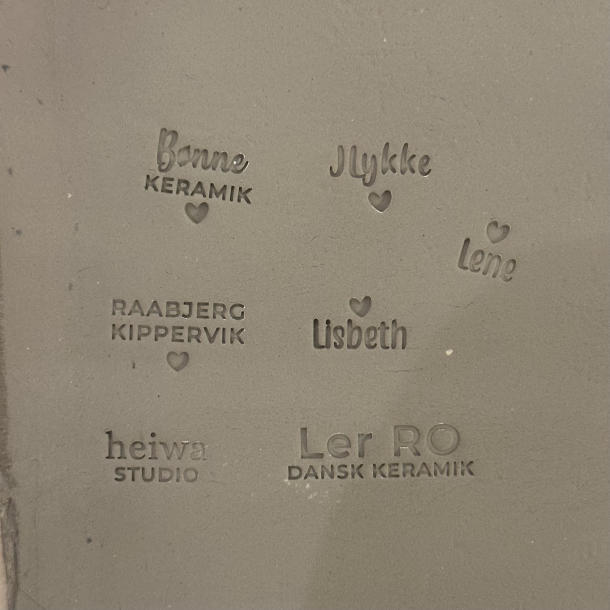 Bonne
KERAMIK
JLykke
Lene
RAABJERG
KIPPERVIK
Lisbeth
heiwa
STUDIO
Ler RO
DANSK KERAMIK